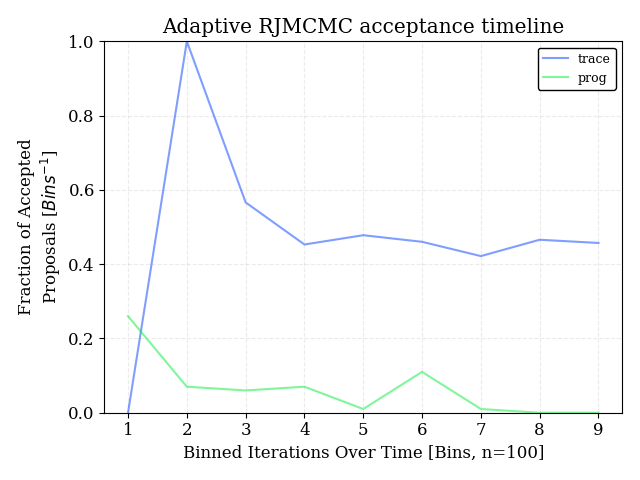 Adaptive RJMCMC acceptance timeline
1.0
0.8
0.6
0.4
0.2
0.0
Fraction of Accepted
Proposals [Bins⁻¹]
trace
prog
1 2 3 4 5 6 7 8 9
Binned Iterations Over Time [Bins, n=100]